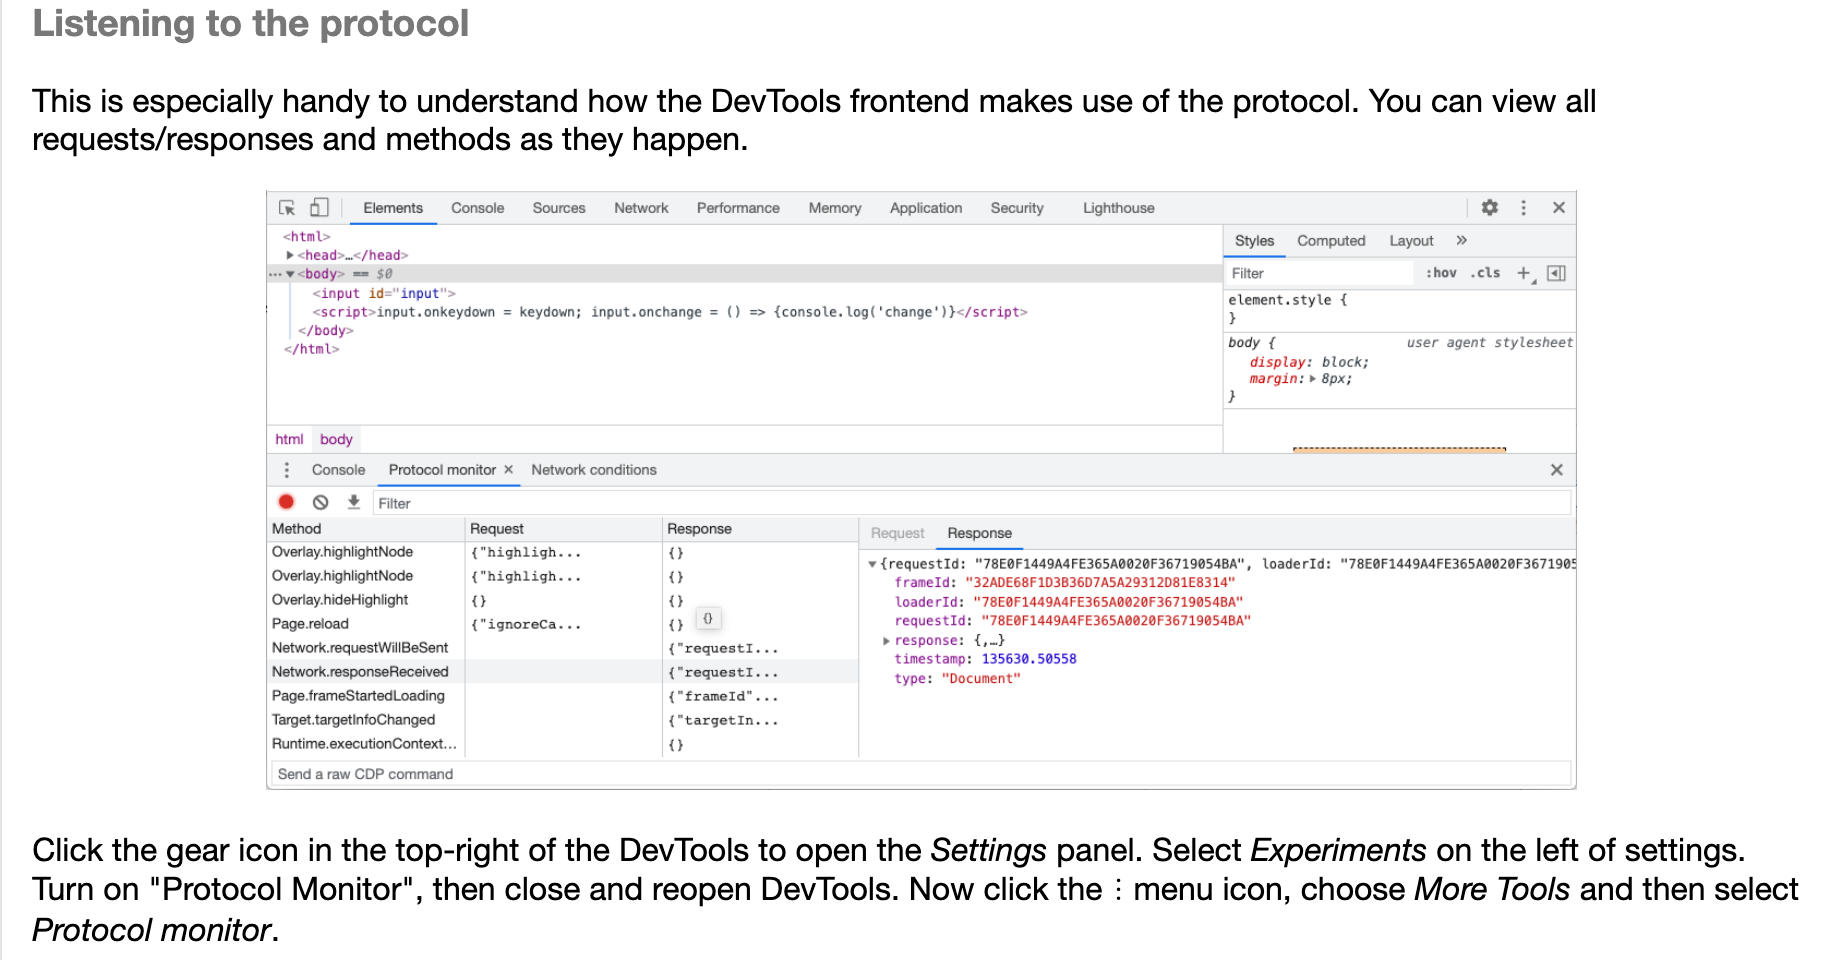 Listening to the protocol
This is especially handy to understand how the DevTools frontend makes use of the protocol. You can view all
requests/responses and methods as they happen.
Elements Console Sources Network Performance Memory Application Security Lighthouse
<html>
<head>…</head>
<body> == $0
<input id="input">
<script>input.onkeydown = keydown; input.onchange = () => {console.log('change')}</script>
</body>
</html>
html body
Styles Computed Layout »
Filter :hov .cls +
element.style {
}
body { user agent stylesheet
display: block;
margin: 8px;
}
Console Protocol monitor × Network conditions
Filter
Method Request Response
Overlay.highlightNode {"highligh... {}
Overlay.highlightNode {"highligh... {}
Overlay.hideHighlight {} {}
Page.reload {"ignoreCa... {} {}
Network.requestWillBeSent {"requestI...
Network.responseReceived {"requestI...
Page.frameStartedLoading {"frameId"...
Target.targetInfoChanged {"targetIn...
Runtime.executionContext... {}
Request Response
{requestId: "78E0F1449A4FE365A0020F36719054BA", loaderId: "78E0F1449A4FE365A0020F3671905
frameId: "32ADE68F1D3B36D7A5A29312D81E8314"
loaderId: "78E0F1449A4FE365A0020F36719054BA"
requestId: "78E0F1449A4FE365A0020F36719054BA"
response: {,…}
timestamp: 135630.50558
type: "Document"
Send a raw CDP command
Click the gear icon in the top-right of the DevTools to open the Settings panel. Select Experiments on the left of settings.
Turn on "Protocol Monitor", then close and reopen DevTools. Now click the ⋮ menu icon, choose More Tools and then select
Protocol monitor.